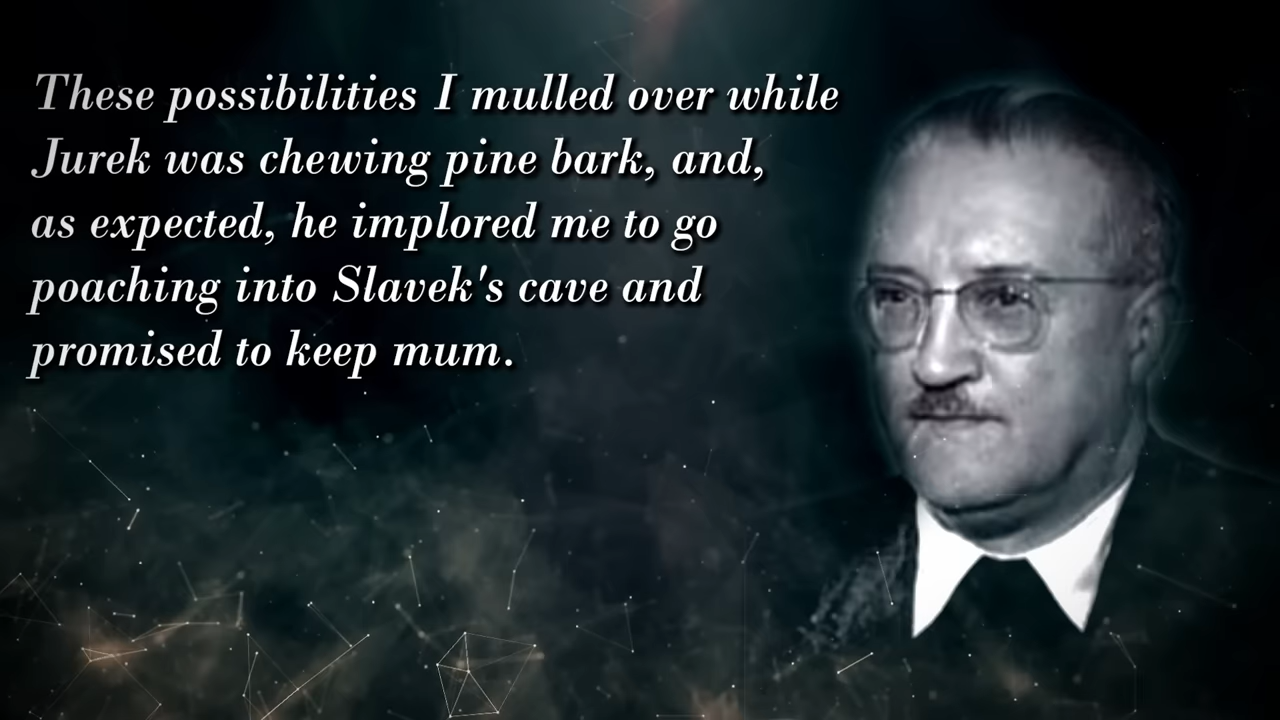 These possibilities I mulled over while
Jurek was chewing pine bark, and,
as expected, he implored me to go
poaching into Slavek's cave and
promised to keep mum.